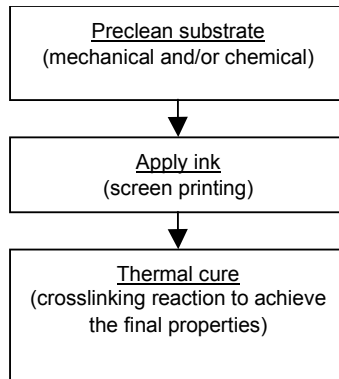 Preclean substrate
(mechanical and/or chemical)
Apply ink
(screen printing)
Thermal cure
(crosslinking reaction to achieve
the final properties)